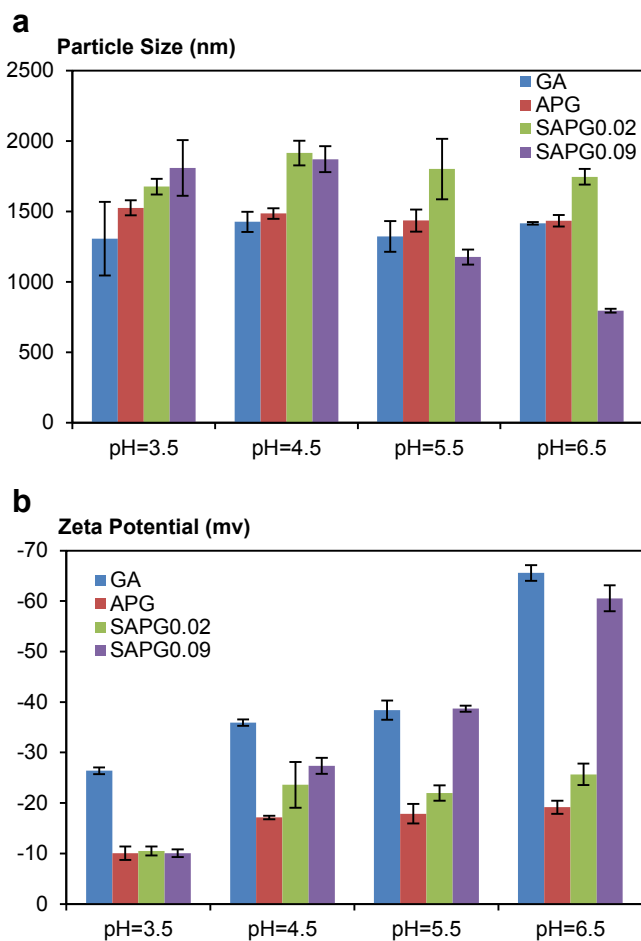 a
Particle Size (nm)
2500
2000
1500
1000
500
0
GA
APG
SAPG0.02
SAPG0.09
pH=3.5 pH=4.5 pH=5.5 pH=6.5
b
Zeta Potential (mv)
-70
-60
-50
-40
-30
-20
-10
0
GA
APG
SAPG0.02
SAPG0.09
pH=3.5 pH=4.5 pH=5.5 pH=6.5